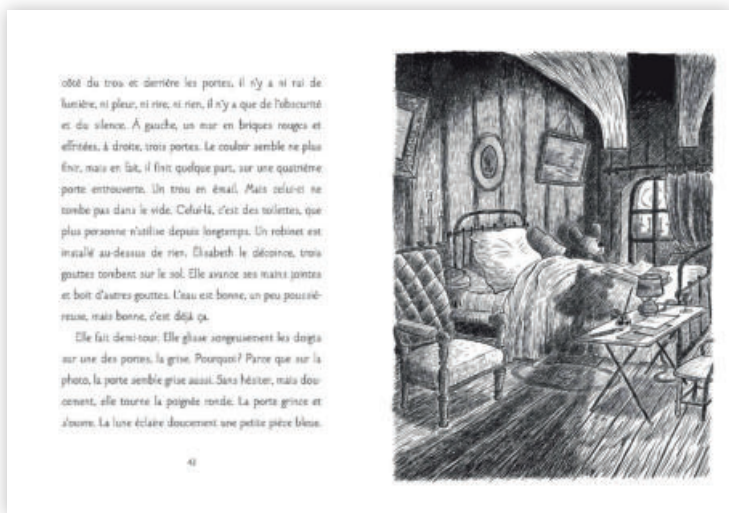 côté du trou et derrière les portes, il n'y a ni rai de
lumière, ni pleur, ni rire, ni rien, il n'y a que de l'obscurité
et du silence. À gauche, un mur en briques rouges et
effritées, à droite, trois portes. Le couloir semble ne plus
finir, mais en fait, il finit quelque part, sur une quatrième
porte entrouverte. Un trou en émail. Mais celui-ci ne
tombe pas dans le vide. Celui-là, c'est des toilettes, que
plus personne n'utilise depuis longtemps. Un robinet est
installé au-dessus de rien. Élisabeth le décoince, trois
gouttes tombent sur le sol. Elle avance ses mains jointes
et boit d'autres gouttes. L'eau est bonne, un peu poussié-
reuse, mais bonne, c'est déjà ça.
Elle fait demi-tour. Elle glisse songeusement les doigts
sur une des portes, la grise. Pourquoi? Parce que sur la
photo, la porte semble grise aussi. Sans hésiter, mais dou-
cement, elle tourne la poignée ronde. La porte grince et
s'ouvre. La lune éclaire doucement une petite pièce bleue.
42